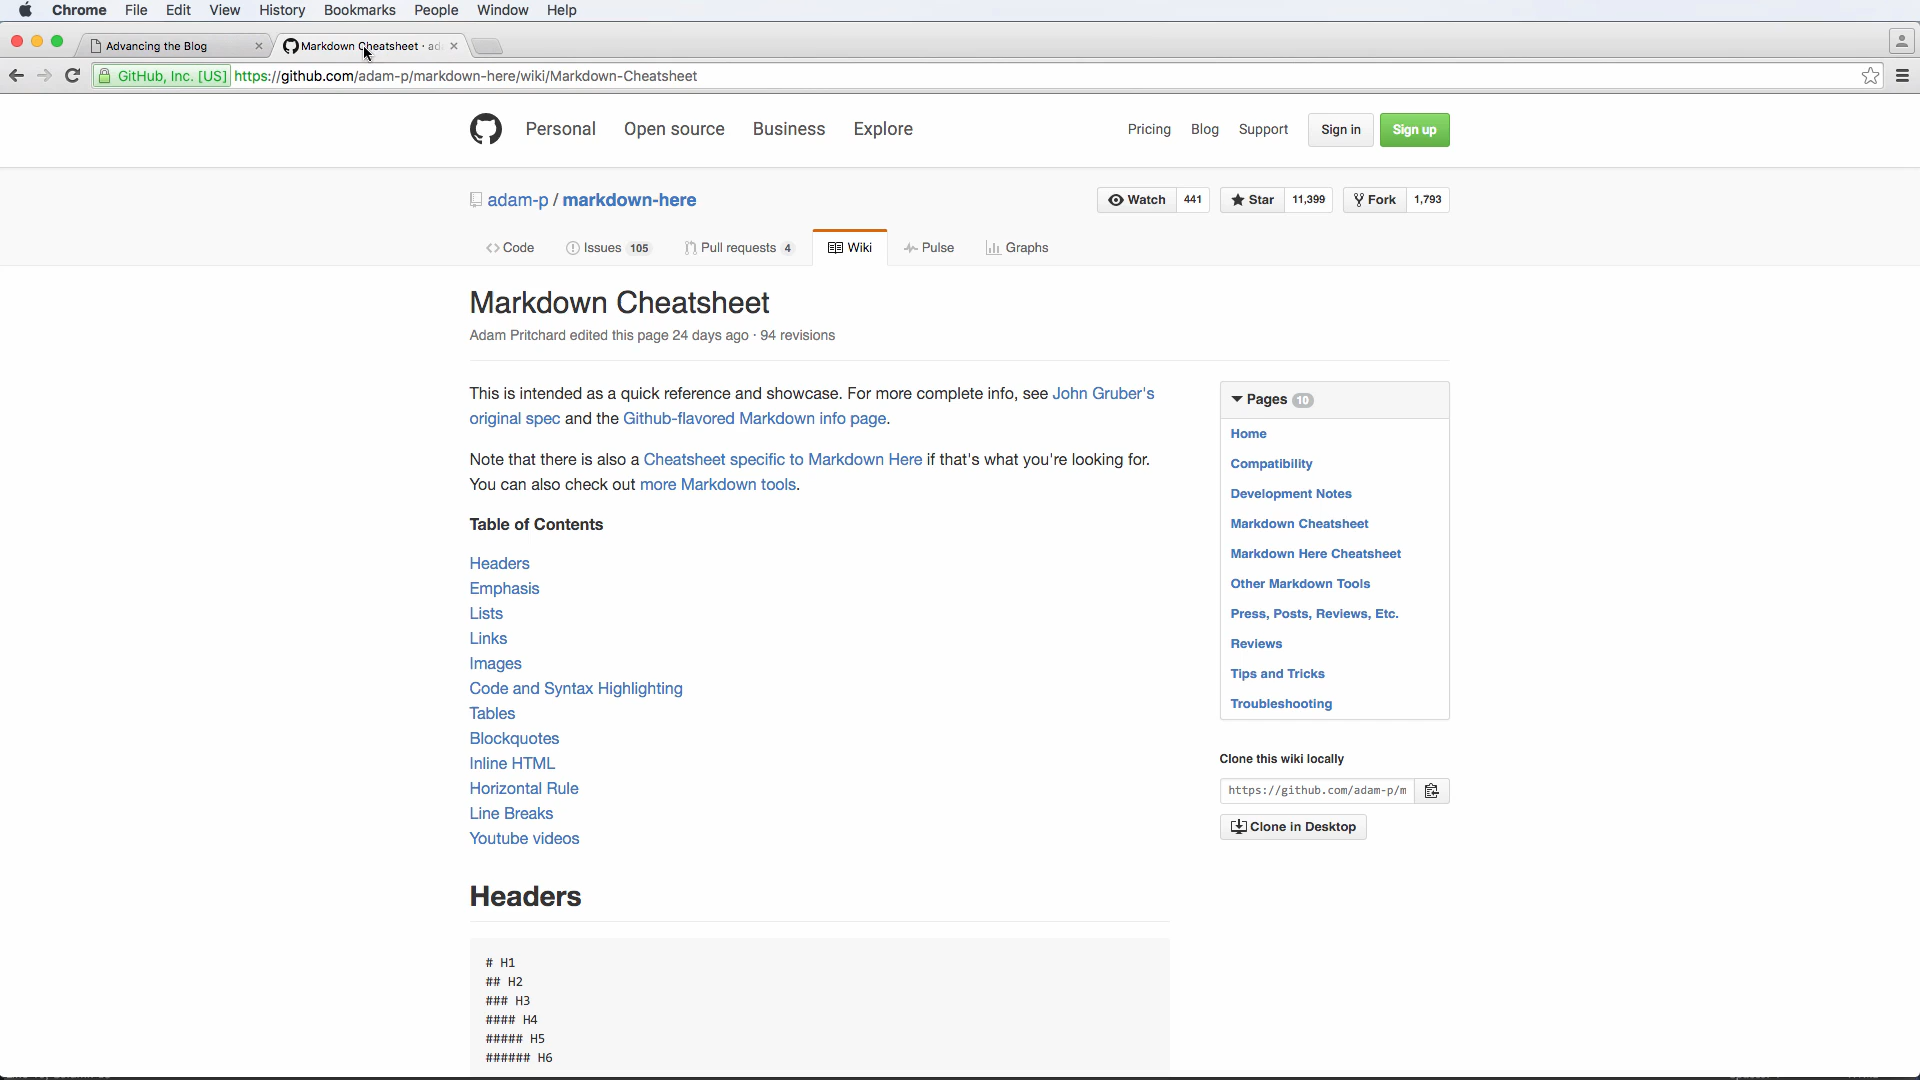 Chrome File Edit View History Bookmarks People Window Help
Advancing the Blog
Markdown Cheatsheet · ad
GitHub, Inc. [US] https://github.com/adam-p/markdown-here/wiki/Markdown-Cheatsheet
Personal Open source Business Explore Pricing Blog Support Sign in Sign up
adam-p / markdown-here Watch 441 Star 11,399 Fork 1,793
Code Issues 105 Pull requests 4 Wiki Pulse Graphs
Markdown Cheatsheet
Adam Pritchard edited this page 24 days ago · 94 revisions
This is intended as a quick reference and showcase. For more complete info, see John Gruber's
original spec and the Github-flavored Markdown info page.
Note that there is also a Cheatsheet specific to Markdown Here if that's what you're looking for.
You can also check out more Markdown tools.
Table of Contents
Headers
Emphasis
Lists
Links
Images
Code and Syntax Highlighting
Tables
Blockquotes
Inline HTML
Horizontal Rule
Line Breaks
Youtube videos
Headers
# H1
## H2
### H3
#### H4
##### H5
###### H6
Pages 10
Home
Compatibility
Development Notes
Markdown Cheatsheet
Markdown Here Cheatsheet
Other Markdown Tools
Press, Posts, Reviews, Etc.
Reviews
Tips and Tricks
Troubleshooting
Clone this wiki locally
https://github.com/adam-p/m
Clone in Desktop